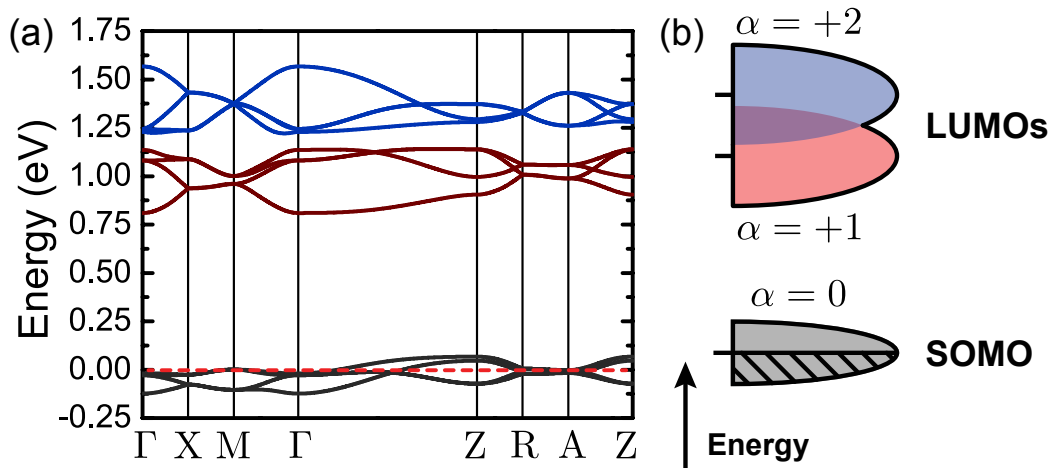 (a)
Energy (eV)
1.75
1.50
1.25
1.00
0.75
0.50
0.25
0.00
-0.25
Γ X M Γ Z R A Z
(b)
α = +2
LUMOs
α = +1
α = 0
SOMO
Energy